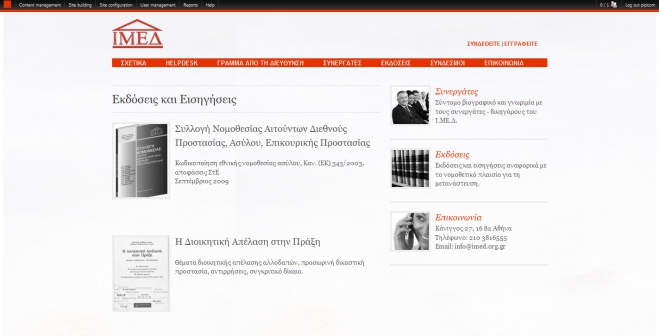 Content management Site building Site configuration User management Reports Help 0 / 1 Log out pipicom
ΙΜΕΔ
ΣΥΝΔΕΘΕΙΤΕ | ΕΓΓΡΑΦΕΙΤΕ
ΣΧΕΤΙΚΑ HELPDESK ΓΡΑΜΜΑ ΑΠΟ ΤΗ ΔΙΕΥΘΥΝΣΗ ΣΥΝΕΡΓΑΤΕΣ ΕΚΔΟΣΕΙΣ ΣΥΝΔΕΣΜΟΙ ΕΠΙΚΟΙΝΩΝΙΑ
Εκδόσεις και Εισηγήσεις
Συλλογή Νομοθεσίας Αιτούντων Διεθνούς
Προστασίας, Ασύλου, Επικουρικής Προστασίας
Κωδικοποίηση εθνικής νομοθεσίας ασύλου, Καν. (ΕΚ) 343/2003,
αποφάσεις ΣτΕ
Σεπτέμβριος 2009
Η Διοικητική Απέλαση στην Πράξη
Θέματα διοικητικής απέλασης αλλοδαπών, προσωρινή δικαστική
προστασία, αντιρρήσεις, συγκριτικό δίκαιο.
Συνεργάτες
Σύντομο βιογραφικό και γνωριμία με
τους συνεργάτες - δικηγόρους του
Ι.ΜΕ.Δ.
Εκδόσεις
Εκδόσεις και εισηγήσεις αναφορικά με
το νομοθετικό πλαίσιο για τη
μετανάστευση.
Επικοινωνία
Κάνιγγος 27, 16 82 Αθήνα
Τηλέφωνο: 210 3816555
Email: info@imed.org.gr